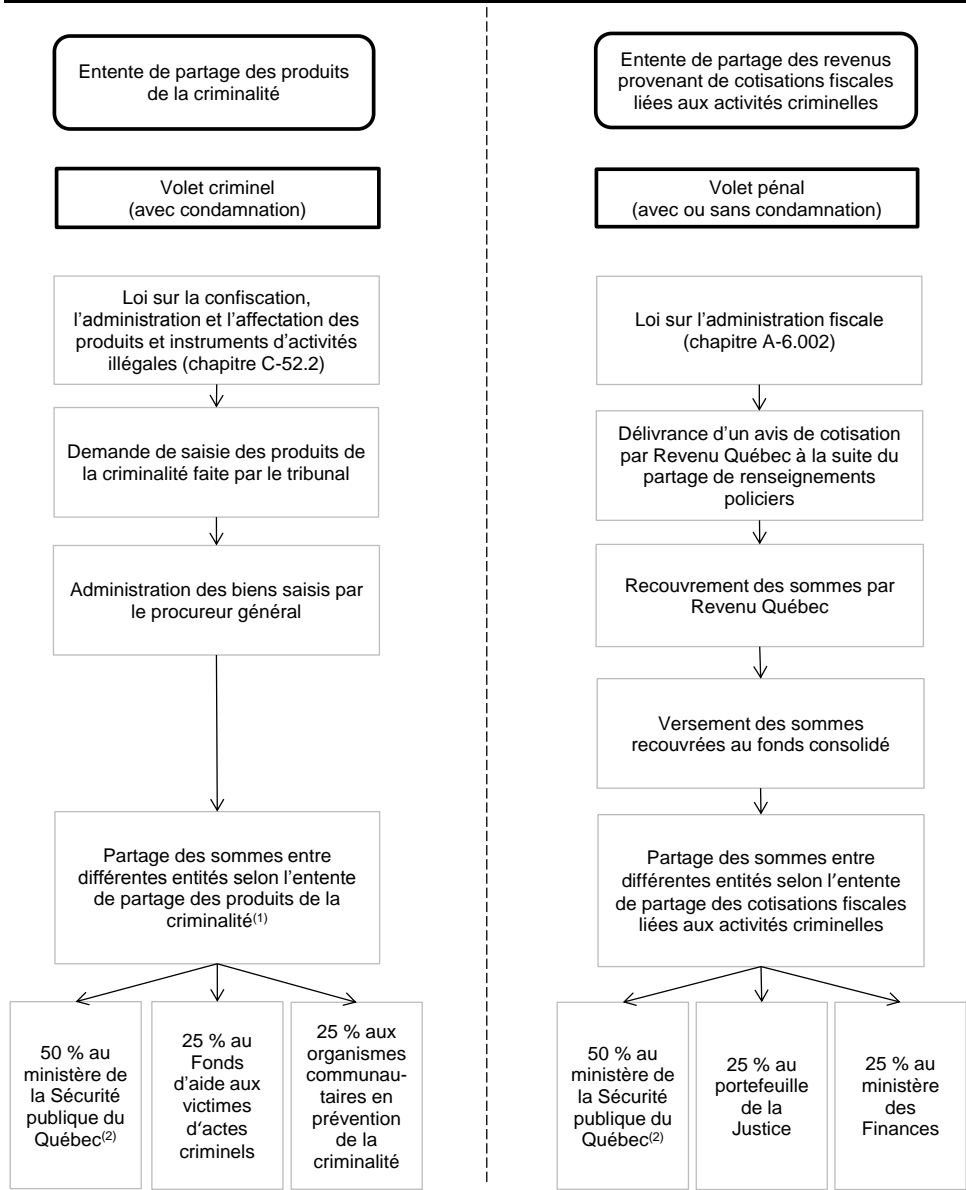 Entente de partage des produits
de la criminalité
Volet criminel
(avec condamnation)
Loi sur la confiscation,
l'administration et l'affectation des
produits et instruments d'activités
illégales (chapitre C-52.2)
Demande de saisie des produits de
la criminalité faite par le tribunal
Administration des biens saisis par
le procureur général
Partage des sommes entre
différentes entités selon l'entente
de partage des produits de la
criminalité(1)
50 % au
ministère de
la Sécurité
publique du
Québec(2)
25 % au
Fonds
d'aide aux
victimes
d'actes
criminels
25 % aux
organismes
communau-
taires en
prévention
de la
criminalité
Entente de partage des revenus
provenant de cotisations fiscales
liées aux activités criminelles
Volet pénal
(avec ou sans condamnation)
Loi sur l'administration fiscale
(chapitre A-6.002)
Délivrance d'un avis de cotisation
par Revenu Québec à la suite du
partage de renseignements
policiers
Recouvrement des sommes par
Revenu Québec
Versement des sommes
recouvrées au fonds consolidé
Partage des sommes entre
différentes entités selon l'entente
de partage des cotisations fiscales
liées aux activités criminelles
50 % au
ministère de
la Sécurité
publique du
Québec(2)
25 % au
portefeuille
de la
Justice
25 % au
ministère
des
Finances